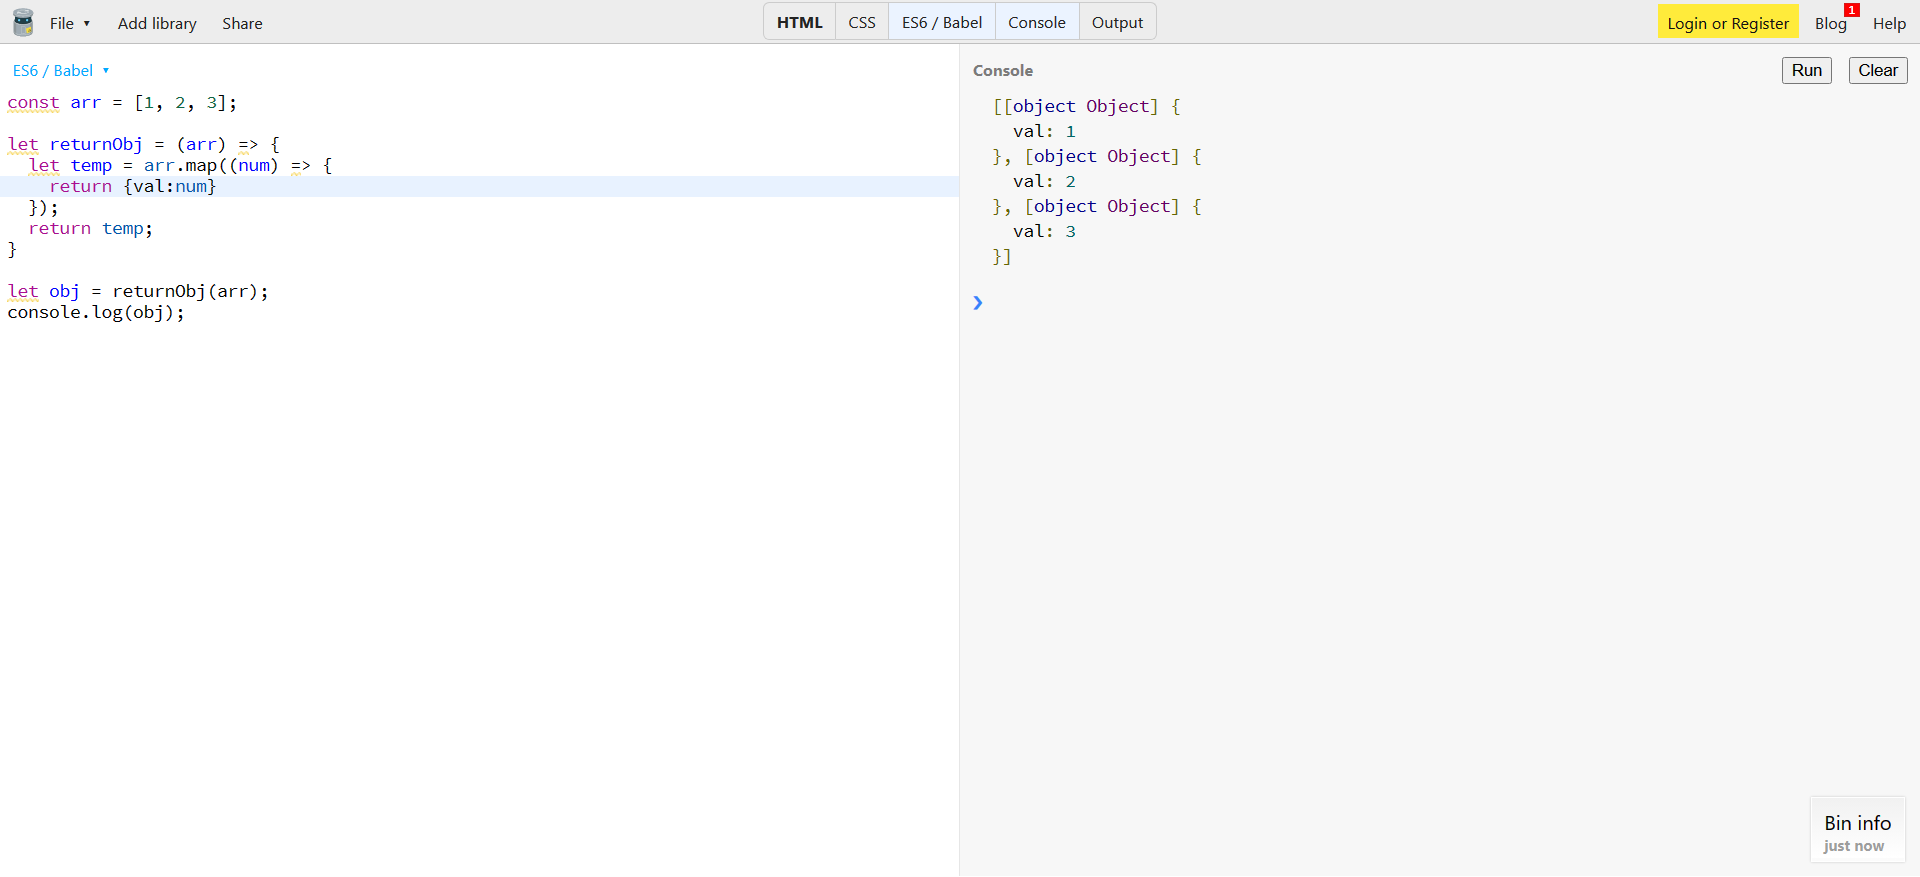 File ▾ Add library Share HTML CSS ES6 / Babel Console Output Login or Register Blog 1 Help
ES6 / Babel ▾
const arr = [1, 2, 3];
let returnObj = (arr) => {
  let temp = arr.map((num) => {
    return {val:num}
  });
  return temp;
}
let obj = returnObj(arr);
console.log(obj);
Console Run Clear
[[object Object] {
  val: 1
}, [object Object] {
  val: 2
}, [object Object] {
  val: 3
}]
❯
Bin info
just now